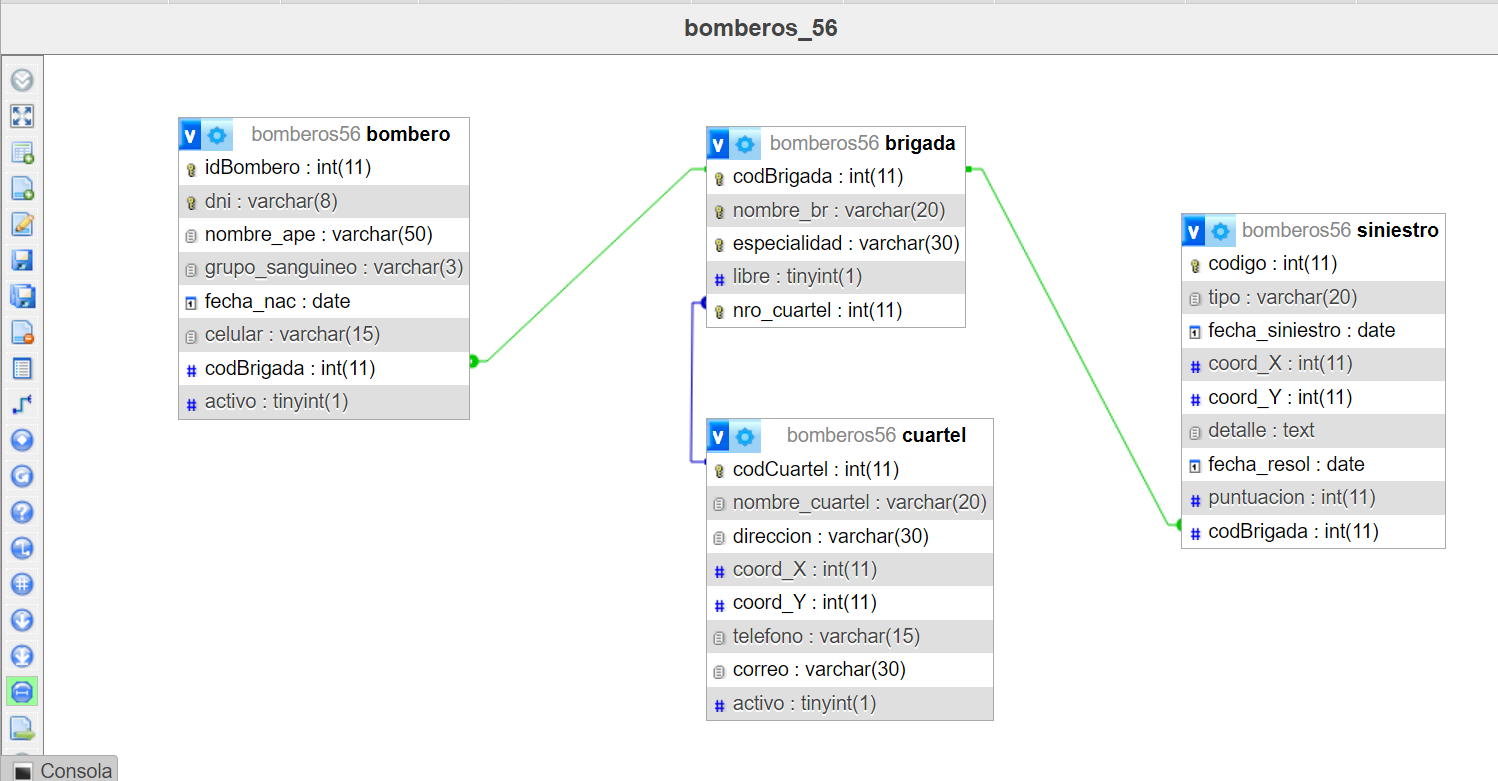 bomberos_56
bomberos56 bombero
idBombero : int(11)
dni : varchar(8)
nombre_ape : varchar(50)
grupo_sanguineo : varchar(3)
fecha_nac : date
celular : varchar(15)
codBrigada : int(11)
activo : tinyint(1)
bomberos56 brigada
codBrigada : int(11)
nombre_br : varchar(20)
especialidad : varchar(30)
libre : tinyint(1)
nro_cuartel : int(11)
bomberos56 cuartel
codCuartel : int(11)
nombre_cuartel : varchar(20)
direccion : varchar(30)
coord_X : int(11)
coord_Y : int(11)
telefono : varchar(15)
correo : varchar(30)
activo : tinyint(1)
bomberos56 siniestro
codigo : int(11)
tipo : varchar(20)
fecha_siniestro : date
coord_X : int(11)
coord_Y : int(11)
detalle : text
fecha_resol : date
puntuacion : int(11)
codBrigada : int(11)
Consola